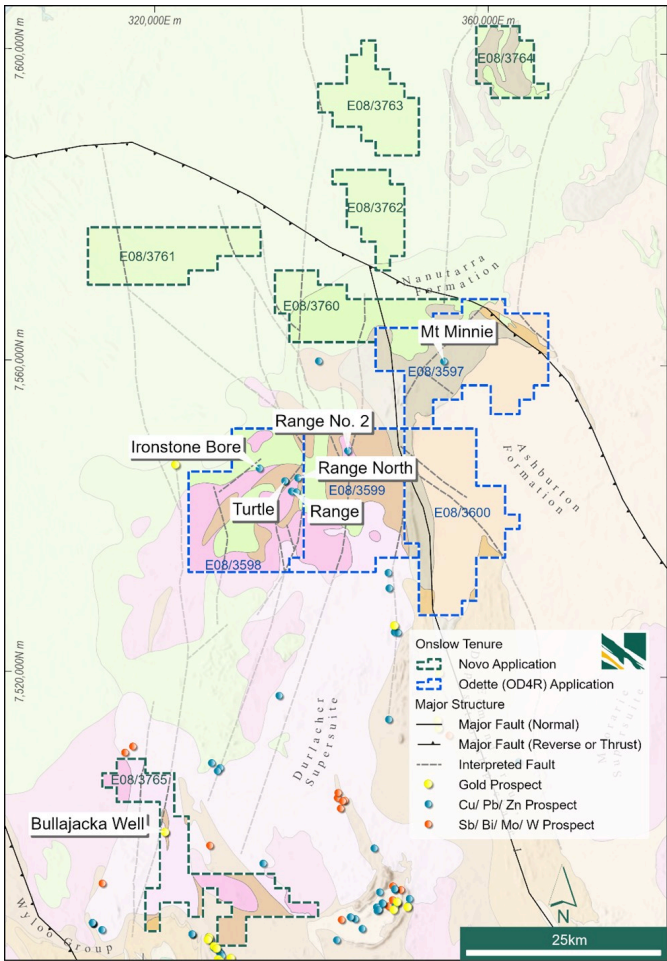 320,000E m
360,000E m
7,600,000N m
E08/3764
E08/3763
E08/3762
E08/3761
Nanutarra
Formation
E08/3760
Mt Minnie
7,560,000N m
E08/3597
Range No. 2
Ironstone Bore
Range North
E08/3599
Turtle
Range
Ashburton
Formation
E08/3600
E08/3598
Onslow Tenure
Novo Application
Odette (OD4R) Application
Major Structure
Major Fault (Normal)
Major Fault (Reverse or Thrust)
Interpreted Fault
Gold Prospect
Cu/ Pb/ Zn Prospect
Sb/ Bi/ Mo/ W Prospect
7,520,000N m
Durlacher
Supersuite
E08/3765
Bullajacka Well
Wyloo Group
N
25km